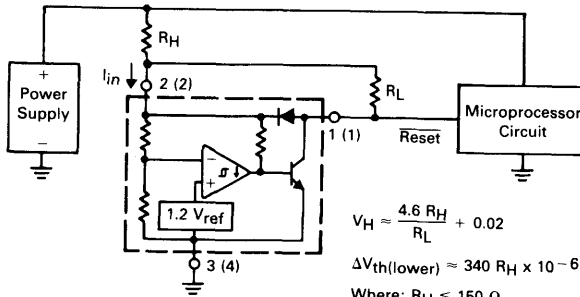 R_H
I_in
2 (2)
R_L
+
Power
Supply
−
1 (1)
Reset
Microprocessor
Circuit
−
+
1.2 V_ref
3 (4)
V_H ≈ 4.6 R_H / R_L + 0.02
ΔV_th(lower) ≈ 340 R_H x 10^−6
Where: R_H ≤ 150 Ω